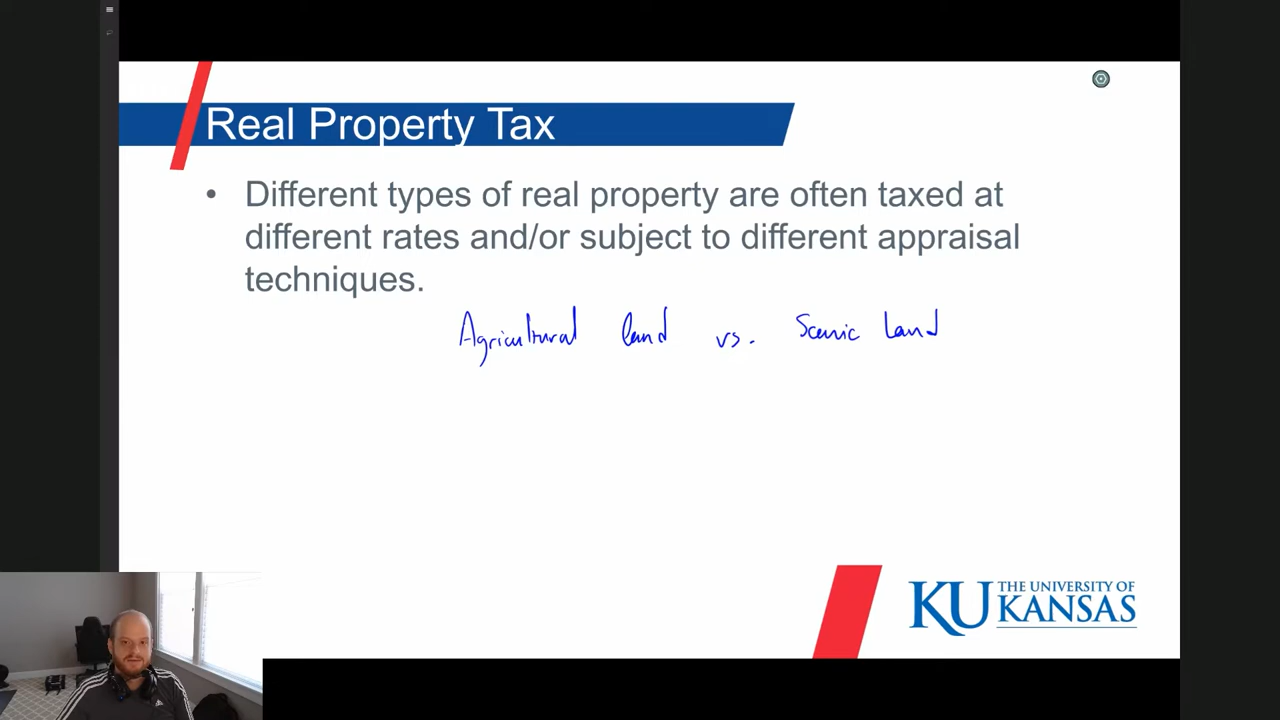 Real Property Tax
• Different types of real property are often taxed at
different rates and/or subject to different appraisal
techniques.
Agricultural land vs. Scenic Land
KU THE UNIVERSITY OF
KANSAS